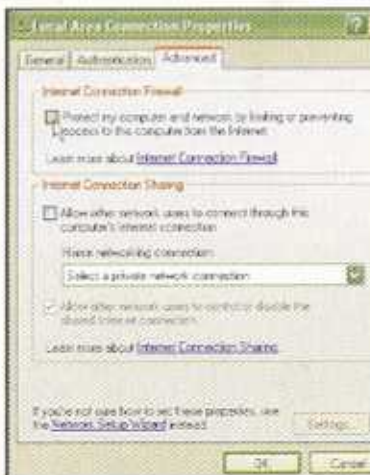 Local Area Connection Properties
General Authentication Advanced
Internet Connection Firewall
Protect my computer and network by limiting or preventing
access to this computer from the Internet
Learn more about Internet Connection Firewall.
Internet Connection Sharing
Allow other network users to connect through this
computer's Internet connection
Home networking connection:
Select a private network connection
Allow other network users to control or disable the
shared Internet connection
Learn more about Internet Connection Sharing.
If you're not sure how to set these properties, use
the Network Setup Wizard instead.
Settings...
OK Cancel